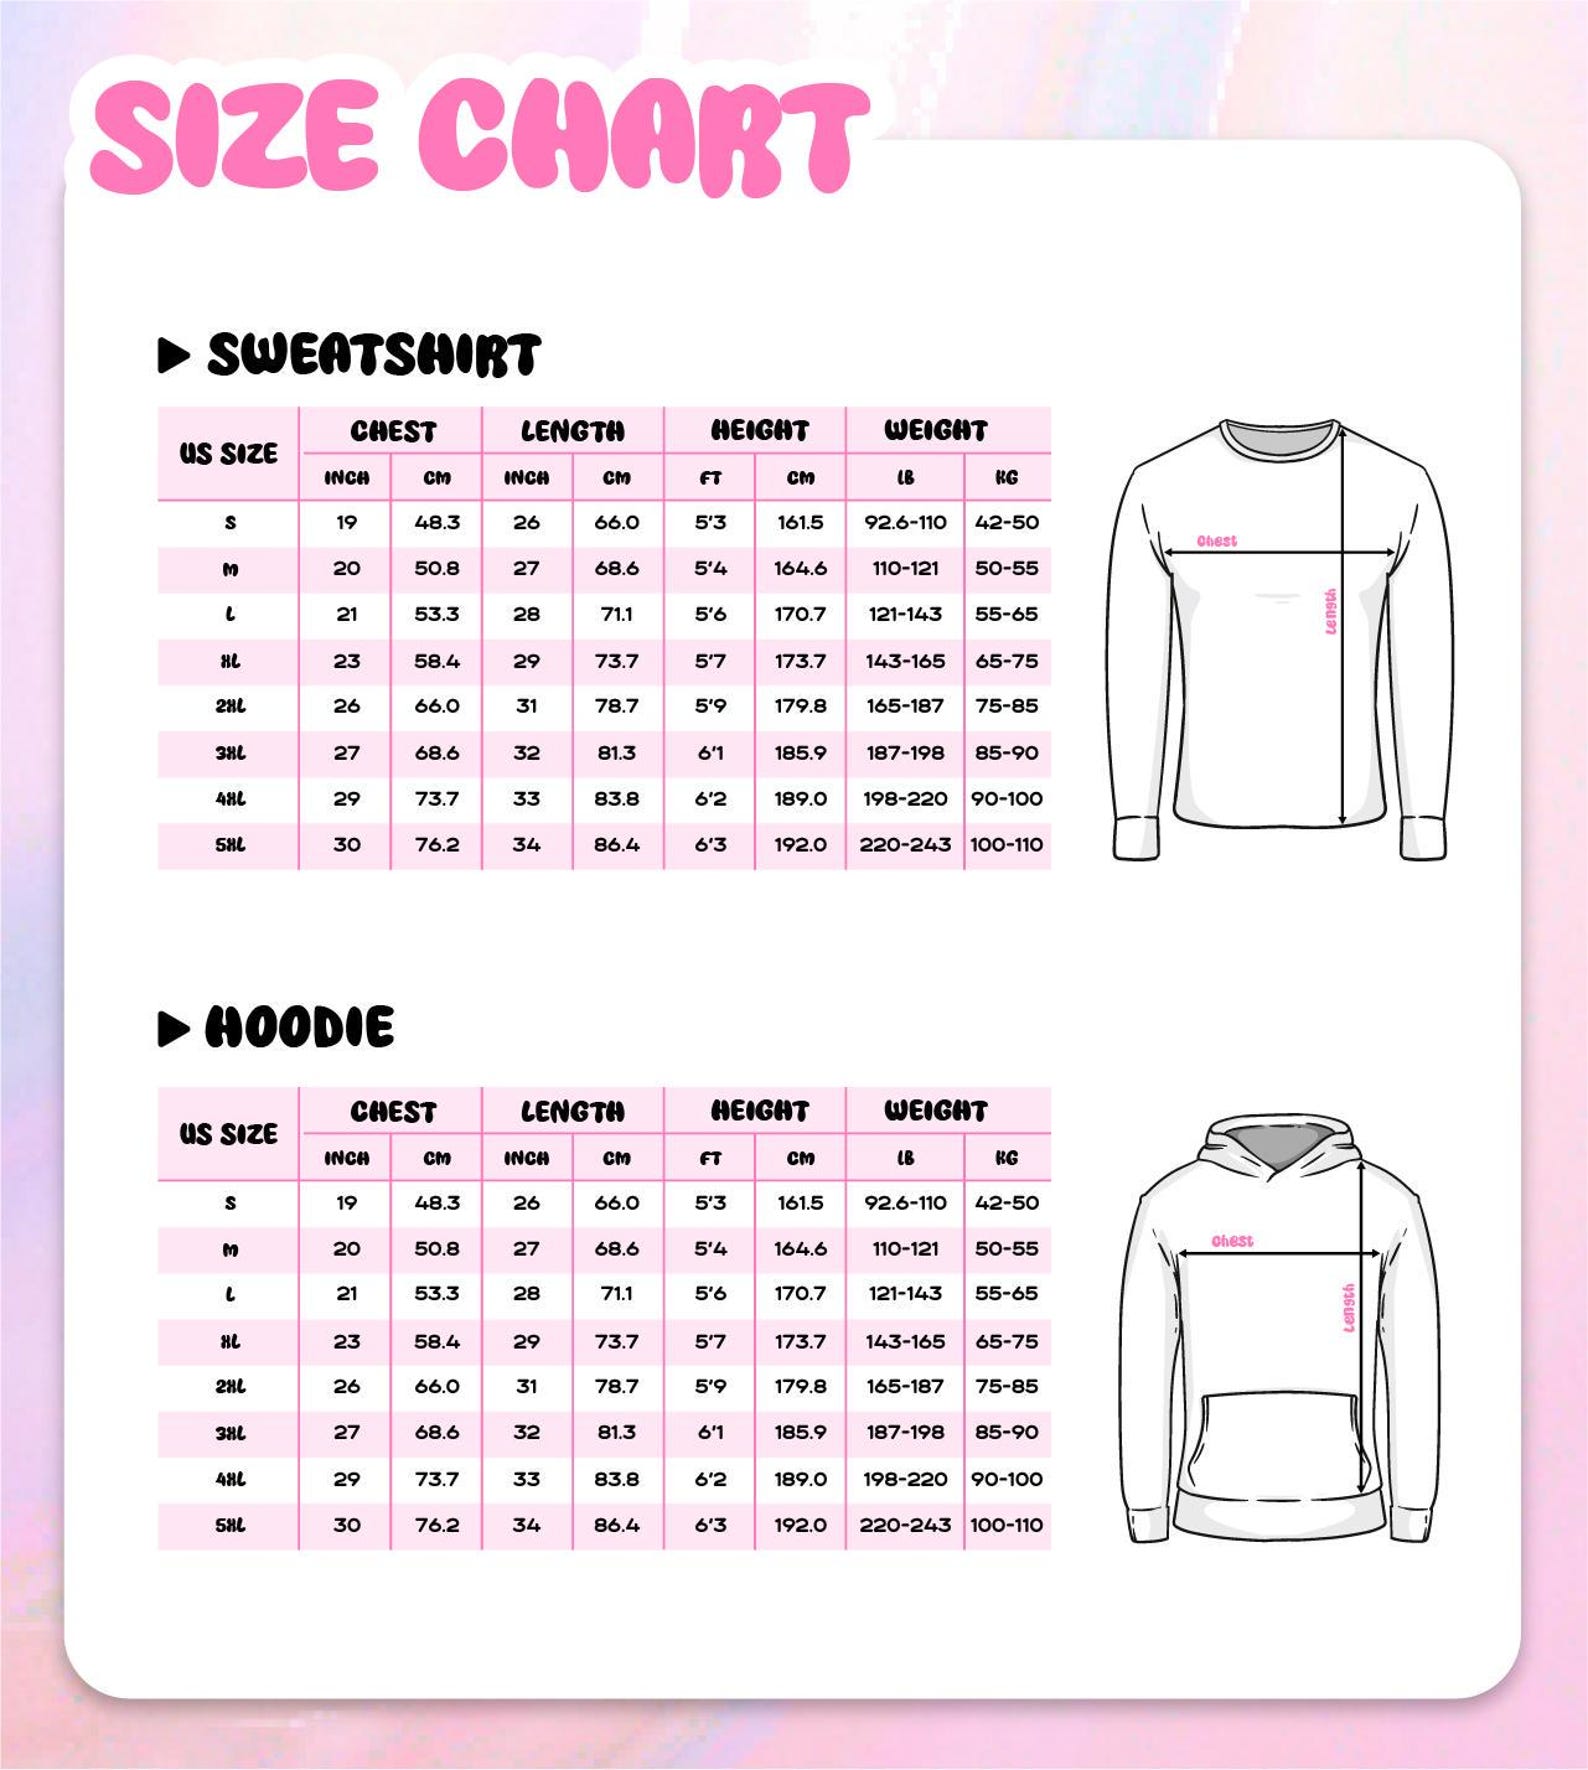 SIZE CHART
SWEATSHIRT
US SIZE CHEST LENGTH HEIGHT WEIGHT
INCH CM INCH CM FT CM LB KG
S 19 48.3 26 66.0 5'3 161.5 92.6-110 42-50
M 20 50.8 27 68.6 5'4 164.6 110-121 50-55
L 21 53.3 28 71.1 5'6 170.7 121-143 55-65
XL 23 58.4 29 73.7 5'7 173.7 143-165 65-75
2XL 26 66.0 31 78.7 5'9 179.8 165-187 75-85
3XL 27 68.6 32 81.3 6'1 185.9 187-198 85-90
4XL 29 73.7 33 83.8 6'2 189.0 198-220 90-100
5XL 30 76.2 34 86.4 6'3 192.0 220-243 100-110
Chest
Length
HOODIE
US SIZE CHEST LENGTH HEIGHT WEIGHT
INCH CM INCH CM FT CM LB KG
S 19 48.3 26 66.0 5'3 161.5 92.6-110 42-50
M 20 50.8 27 68.6 5'4 164.6 110-121 50-55
L 21 53.3 28 71.1 5'6 170.7 121-143 55-65
XL 23 58.4 29 73.7 5'7 173.7 143-165 65-75
2XL 26 66.0 31 78.7 5'9 179.8 165-187 75-85
3XL 27 68.6 32 81.3 6'1 185.9 187-198 85-90
4XL 29 73.7 33 83.8 6'2 189.0 198-220 90-100
5XL 30 76.2 34 86.4 6'3 192.0 220-243 100-110
Chest
Length